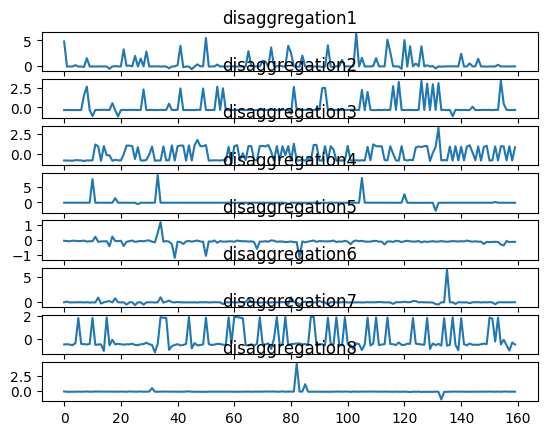 disaggregation1
5
0
disaggregation2
2.5
0.0
disaggregation3
2.5
0.0
disaggregation4
5
0
disaggregation5
1
0
−1
disaggregation6
5
0
disaggregation7
2
0
disaggregation8
2.5
0.0
0 20 40 60 80 100 120 140 160